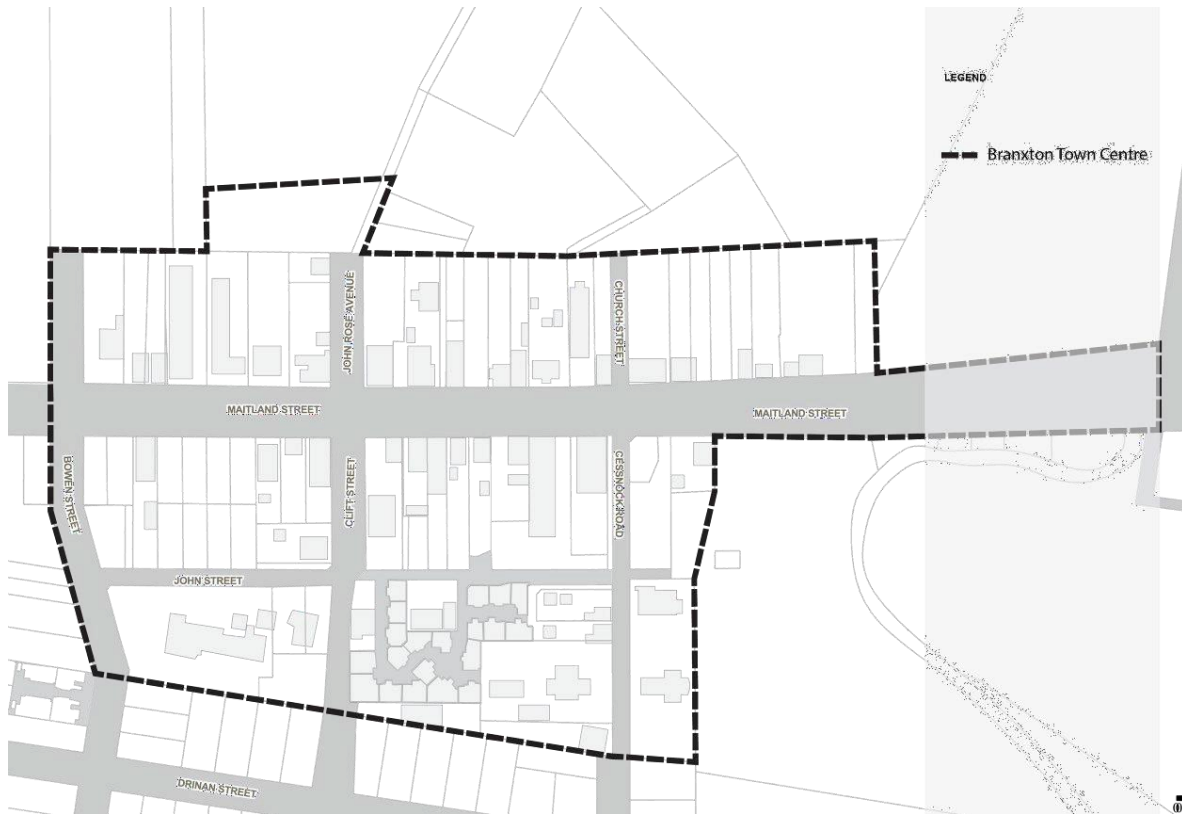 LEGEND
Branxton Town Centre
JOHN ROSE AVENUE
CHURCH STREET
MAITLAND STREET
MAITLAND STREET
BOWEN STREET
CLIFT STREET
CESSNOCK ROAD
JOHN STREET
DRINAN STREET